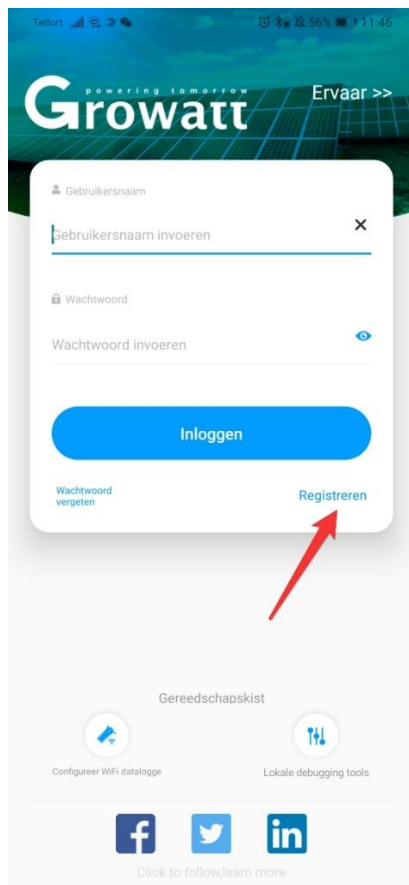 Telfort 56% 11:46
powering tomorrow
Growatt
Ervaar >>
Gebruikersnaam
Gebruikersnaam invoeren
Wachtwoord
Wachtwoord invoeren
Inloggen
Wachtwoord
vergeten
Registreren
Gereedschapskist
Configureer WiFi datalogge
Lokale debugging tools
f
in
Click to follow,learn more